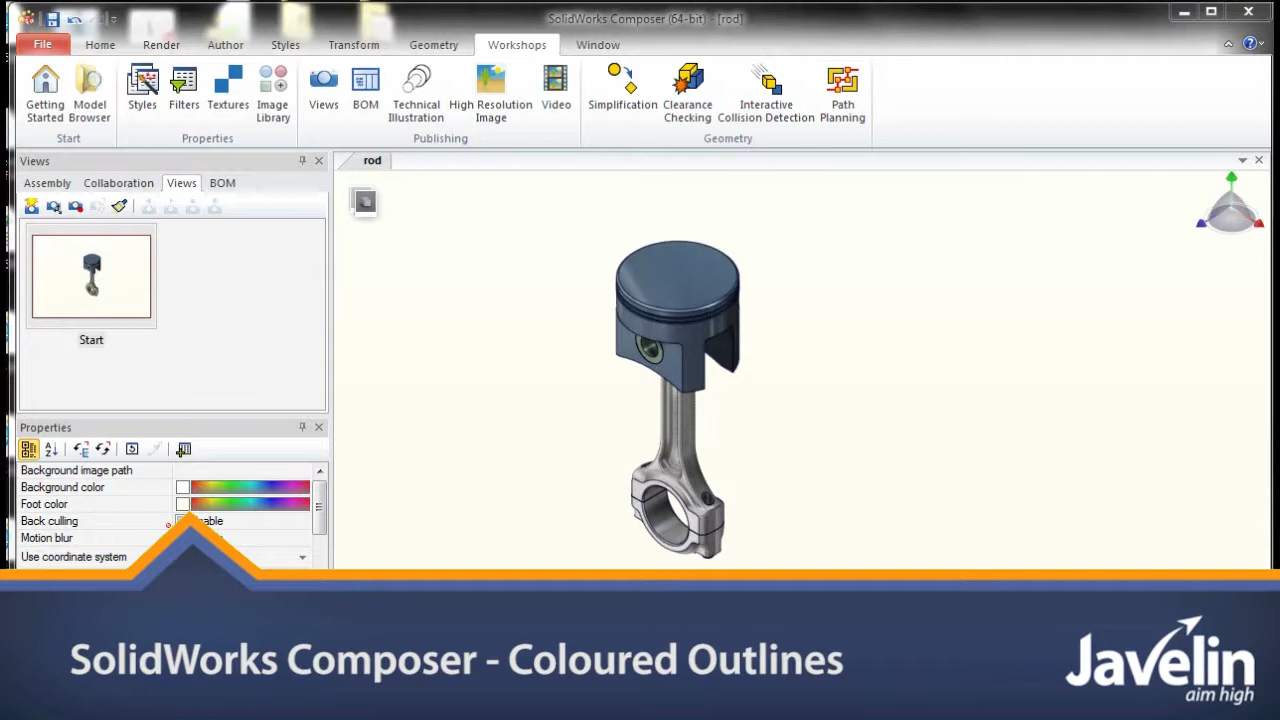 SolidWorks Composer (64-bit) - [rod]
File Home Render Author Styles Transform Geometry Workshops Window
Getting Started Model Browser Styles Filters Textures Image Library Views BOM Technical Illustration High Resolution Image Video Simplification Clearance Checking Interactive Collision Detection Path Planning
Start Properties Publishing Geometry
Views
rod
Assembly Collaboration Views BOM
Start
Properties
Background image path
Background color
Foot color
Back culling
Motion blur
Use coordinate system
SolidWorks Composer - Coloured Outlines
Javelin
aim high